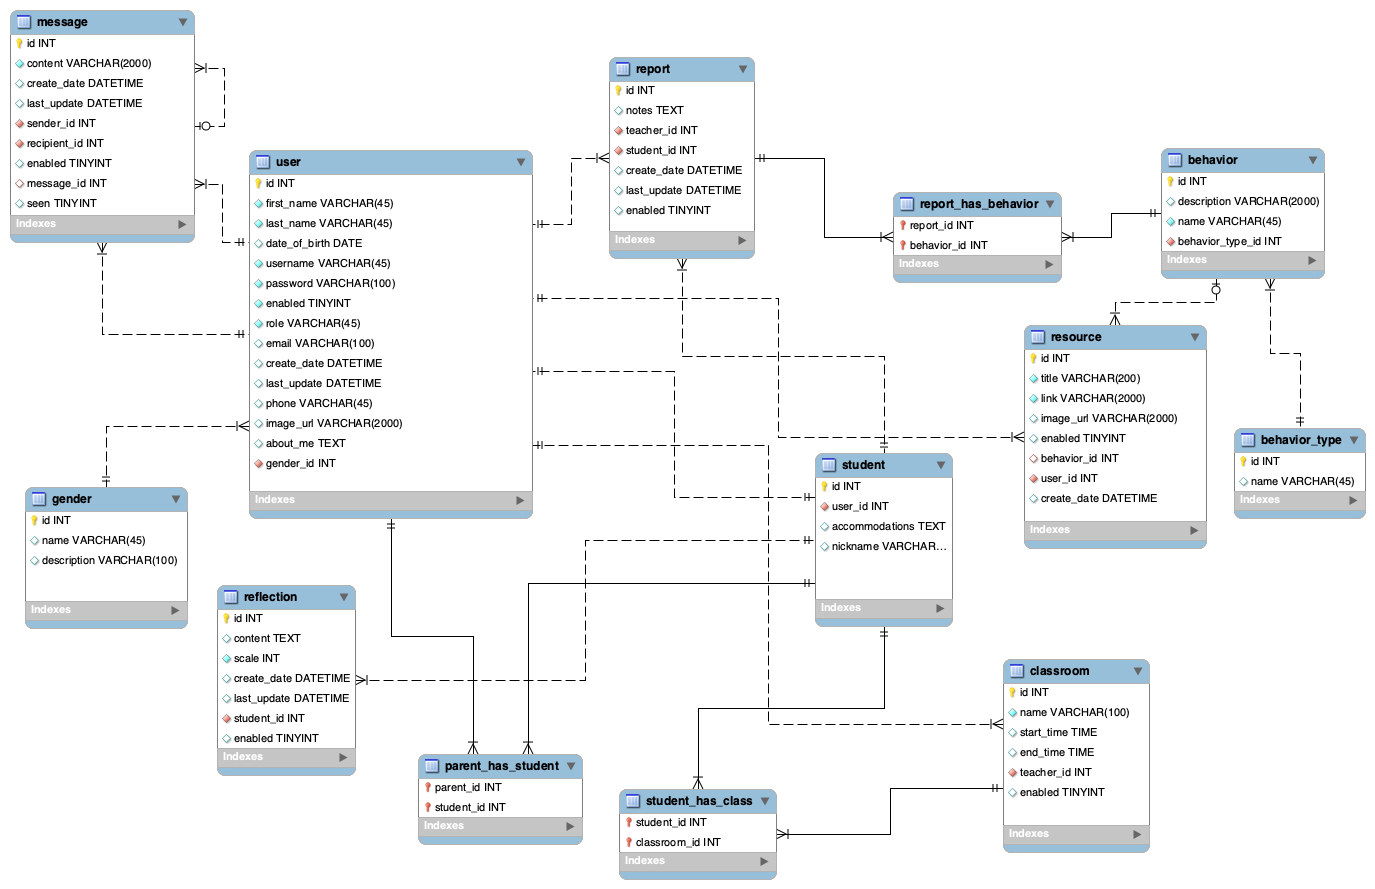 message
id INT
content VARCHAR(2000)
create_date DATETIME
last_update DATETIME
sender_id INT
recipient_id INT
enabled TINYINT
message_id INT
seen TINYINT
Indexes
user
id INT
first_name VARCHAR(45)
last_name VARCHAR(45)
date_of_birth DATE
username VARCHAR(45)
password VARCHAR(100)
enabled TINYINT
role VARCHAR(45)
email VARCHAR(100)
create_date DATETIME
last_update DATETIME
phone VARCHAR(45)
image_url VARCHAR(2000)
about_me TEXT
gender_id INT
Indexes
report
id INT
notes TEXT
teacher_id INT
student_id INT
create_date DATETIME
last_update DATETIME
enabled TINYINT
Indexes
report_has_behavior
report_id INT
behavior_id INT
Indexes
behavior
id INT
description VARCHAR(2000)
name VARCHAR(45)
behavior_type_id INT
Indexes
resource
id INT
title VARCHAR(200)
link VARCHAR(2000)
image_url VARCHAR(2000)
enabled TINYINT
behavior_id INT
user_id INT
create_date DATETIME
Indexes
behavior_type
id INT
name VARCHAR(45)
Indexes
gender
id INT
name VARCHAR(45)
description VARCHAR(100)
Indexes
student
id INT
user_id INT
accommodations TEXT
nickname VARCHAR...
Indexes
reflection
id INT
content TEXT
scale INT
create_date DATETIME
last_update DATETIME
student_id INT
enabled TINYINT
Indexes
parent_has_student
parent_id INT
student_id INT
Indexes
student_has_class
student_id INT
classroom_id INT
Indexes
classroom
id INT
name VARCHAR(100)
start_time TIME
end_time TIME
teacher_id INT
enabled TINYINT
Indexes